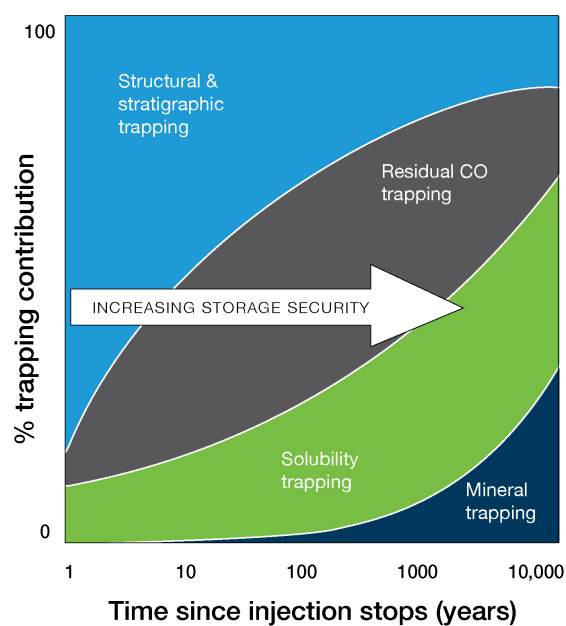 100
Structural &
stratigraphic
trapping
Residual CO
trapping
% trapping contribution
INCREASING STORAGE SECURITY
Solubility
trapping
Mineral
trapping
0
1 10 100 1000 10,000
Time since injection stops (years)